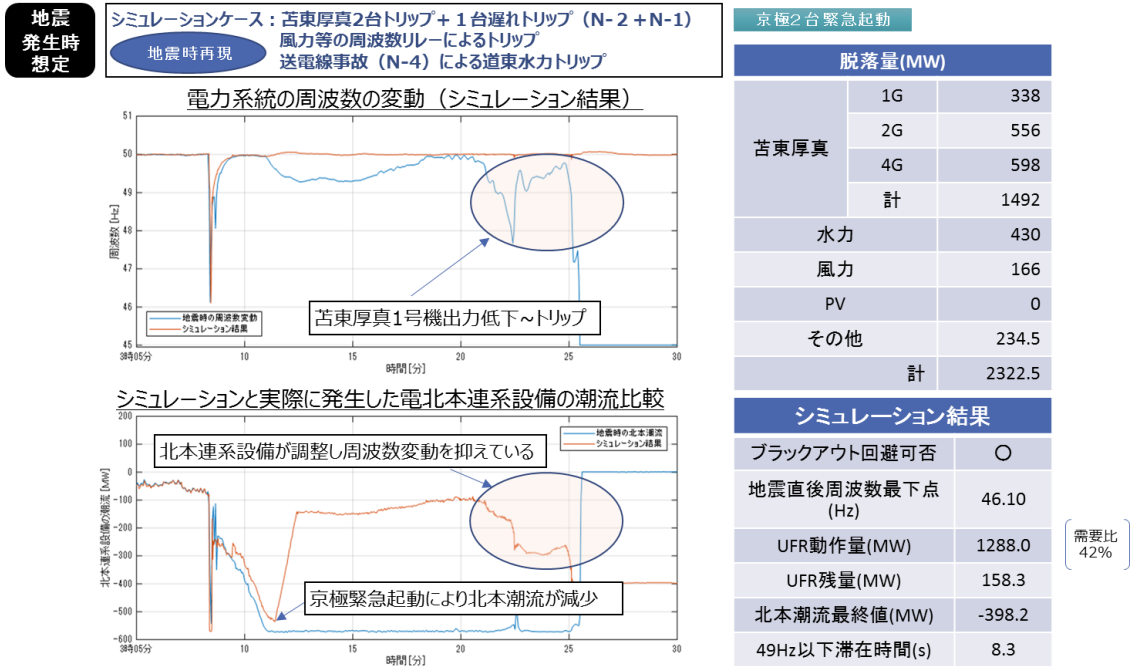 地震
発生時
想定
シミュレーションケース：苫東厚真2台トリップ＋１台遅れトリップ（N-２＋N-1）
地震時再現
風力等の周波数リレーによるトリップ
送電線事故（N-4）による道東水力トリップ
京極２台緊急起動
電力系統の周波数の変動（シミュレーション結果）
51
50
49
48
47
46
45
周波数 [Hz]
地震時の周波数変動
シミュレーション結果
苫東厚真1号機出力低下~トリップ
3時05分
10
15
20
25
30
時間 [分]
シミュレーションと実際に発生した電北本連系設備の潮流比較
200
100
0
-100
-200
-300
-400
-500
-600
北本連系設備の潮流 [MW]
地震時の北本潮流
シミュレーション結果
北本連系設備が調整し周波数変動を抑えている
京極緊急起動により北本潮流が減少
3時05分
10
15
20
25
30
時間 [分]
脱落量(MW)
苫東厚真
1G 338
2G 556
4G 598
計 1492
水力 430
風力 166
PV 0
その他 234.5
計 2322.5
シミュレーション結果
ブラックアウト回避可否 〇
地震直後周波数最下点
(Hz)
46.10
UFR動作量(MW) 1288.0
UFR残量(MW) 158.3
北本潮流最終値(MW) -398.2
49Hz以下滞在時間(s) 8.3
需要比
42%